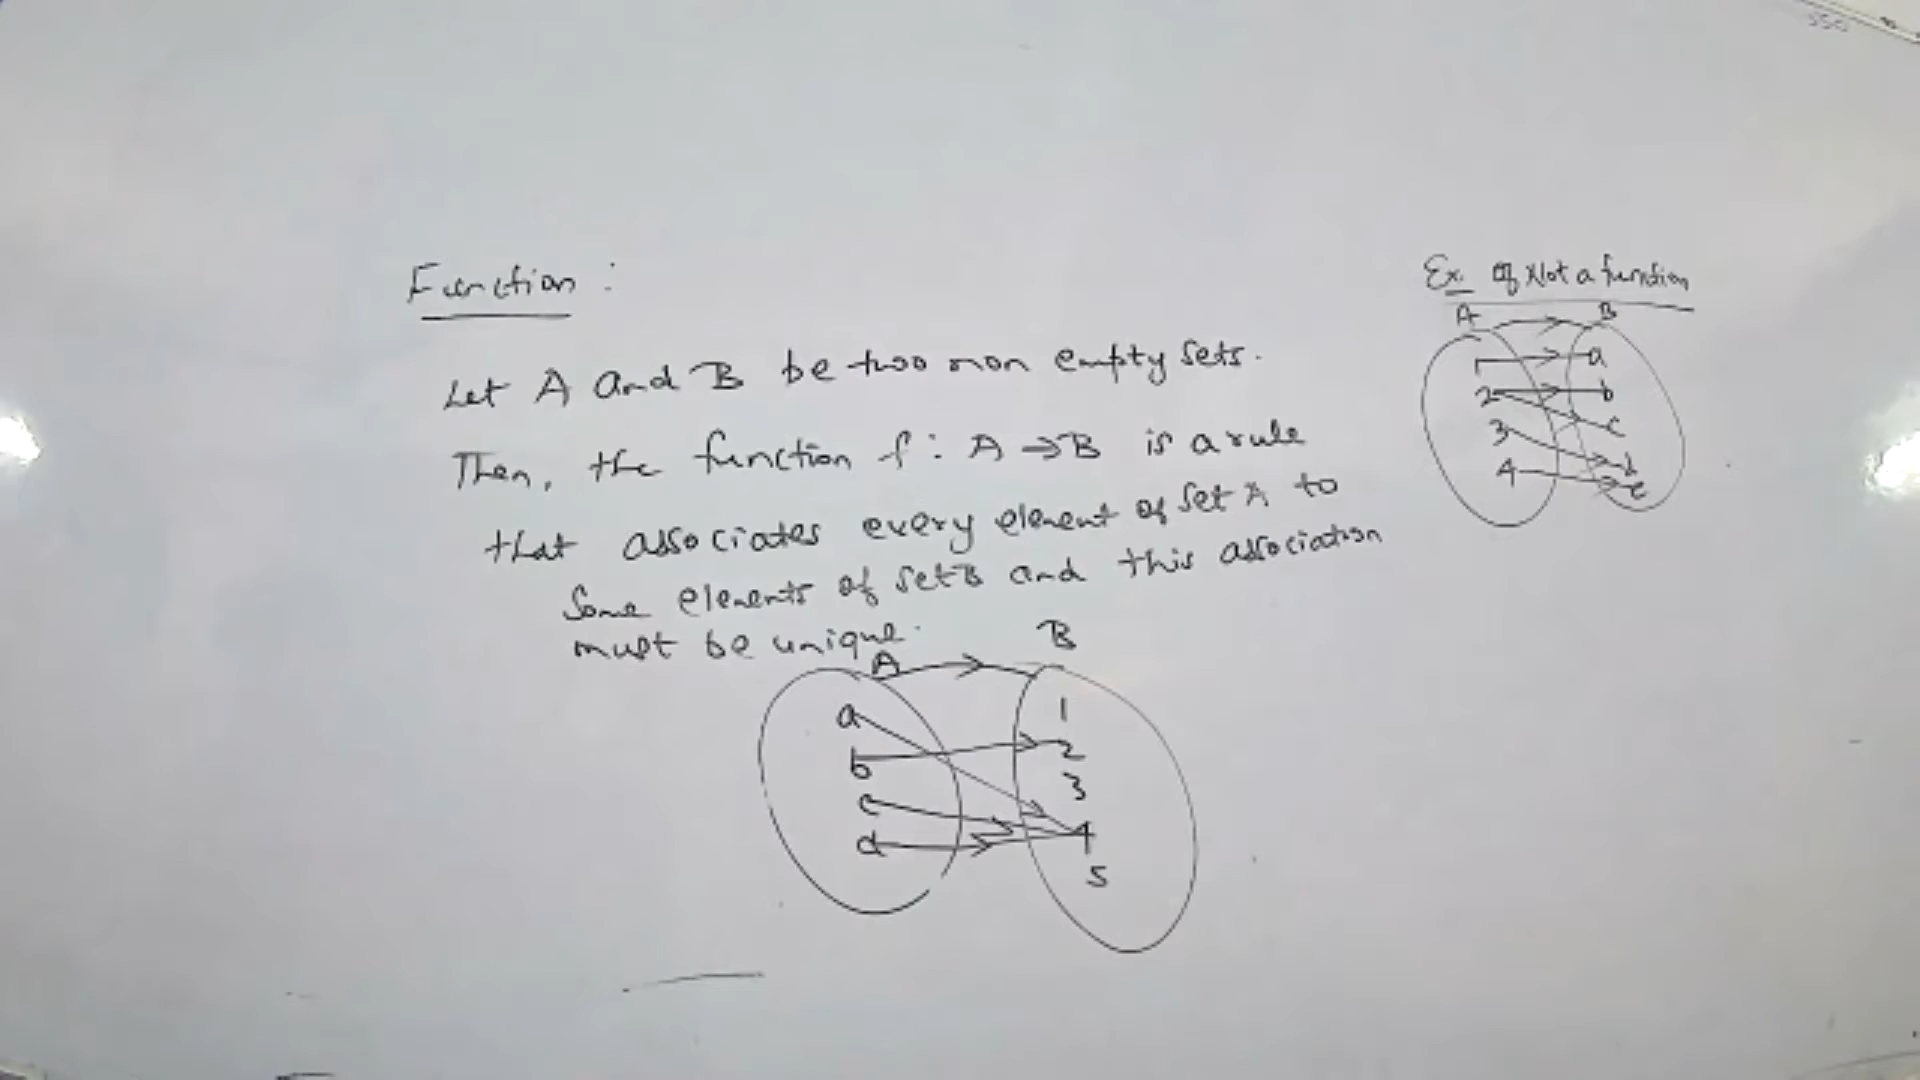 Function :
Let A and B be two non empty sets.
Then, the function f : A → B is a rule
that associates every element of set A to
Some elements of set B and this association
must be unique.
A B
a 1
b 2
c 3
d 4
5
Ex. Of Not a function
A B
1 a
2 b
3 c
4 d
e